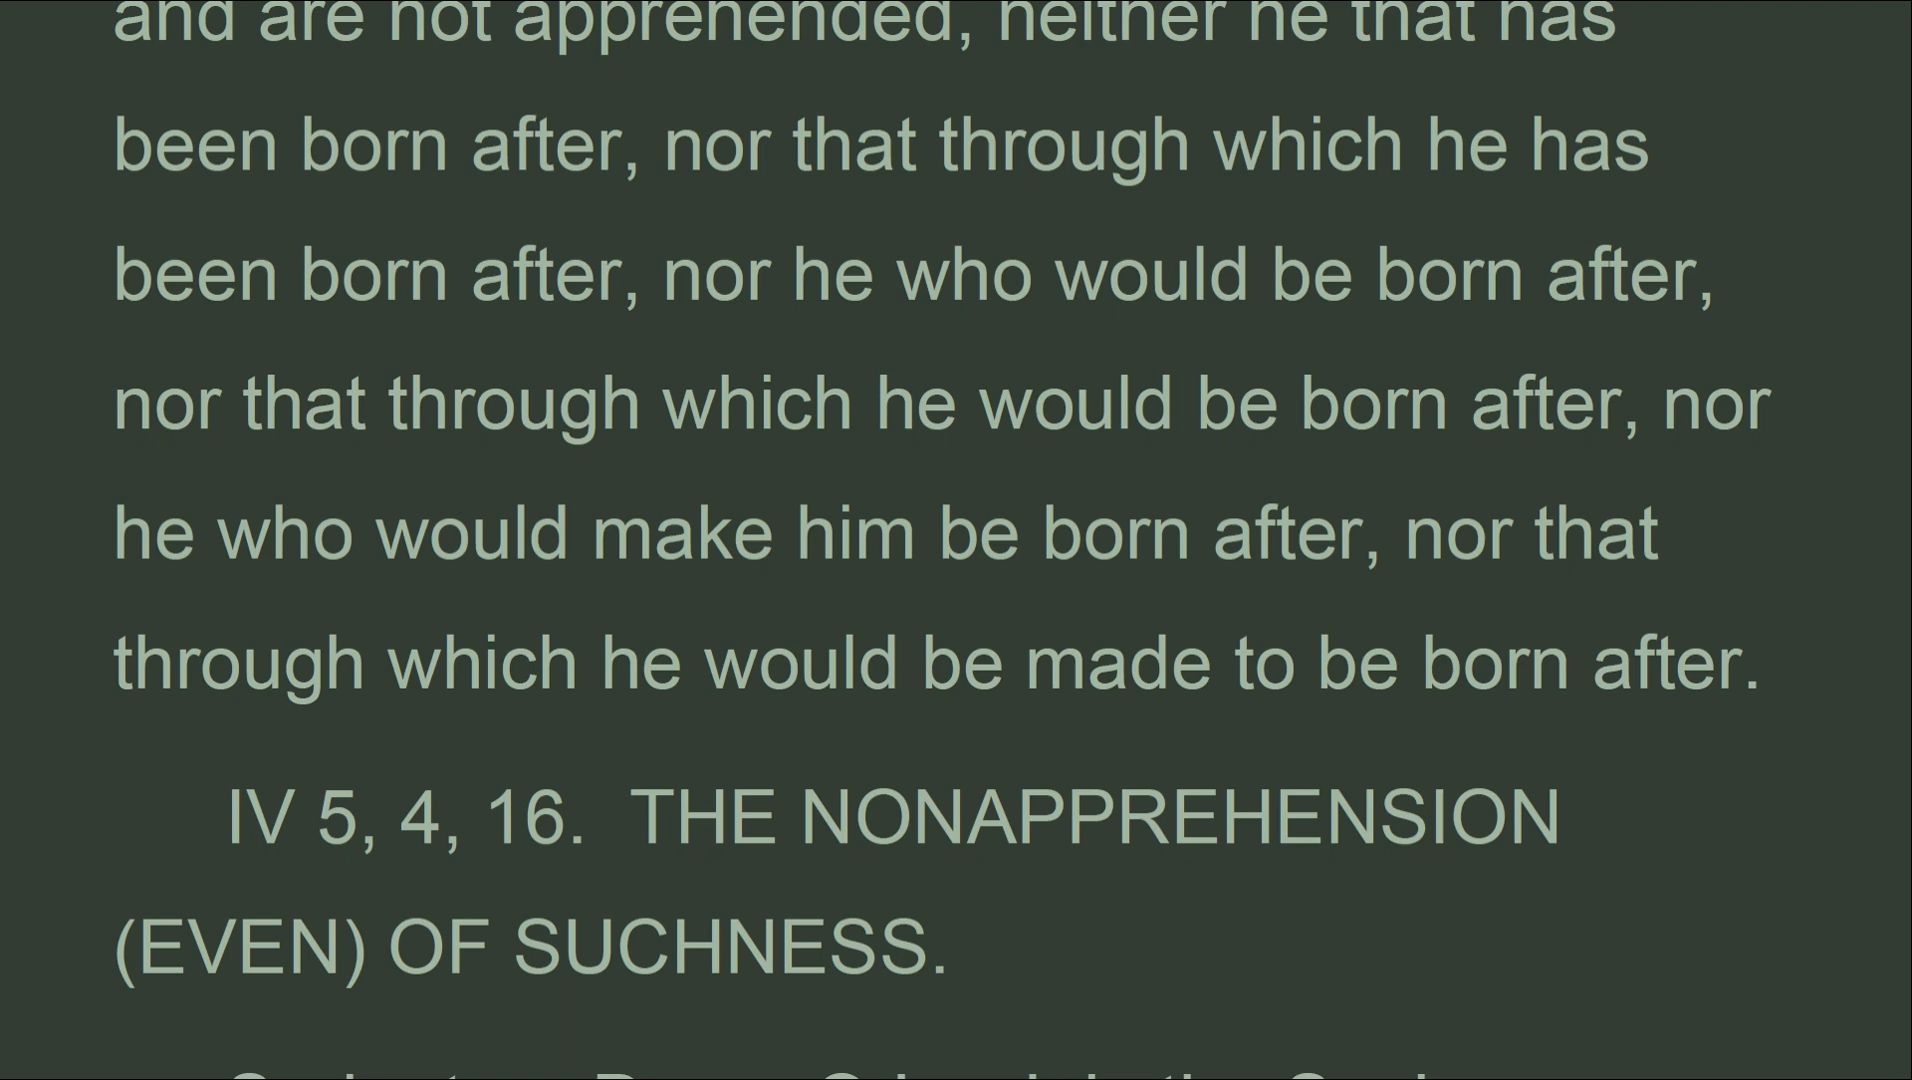 and are not apprehended, neither he that has
been born after, nor that through which he has
been born after, nor he who would be born after,
nor that through which he would be born after, nor
he who would make him be born after, nor that
through which he would be made to be born after.
IV 5, 4, 16. THE NONAPPREHENSION
(EVEN) OF SUCHNESS.